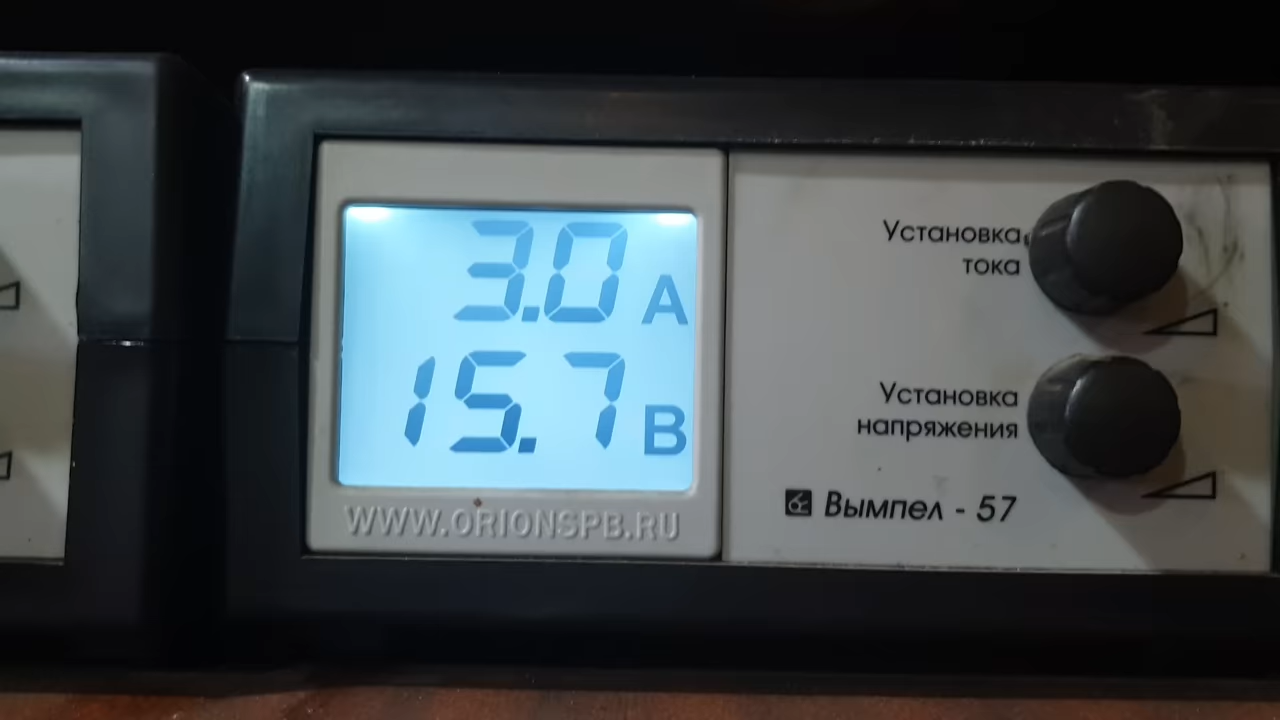 3.0 А
15.7 В
WWW.ORIONSPB.RU
Установка
тока
Установка
напряжения
Вымпел - 57